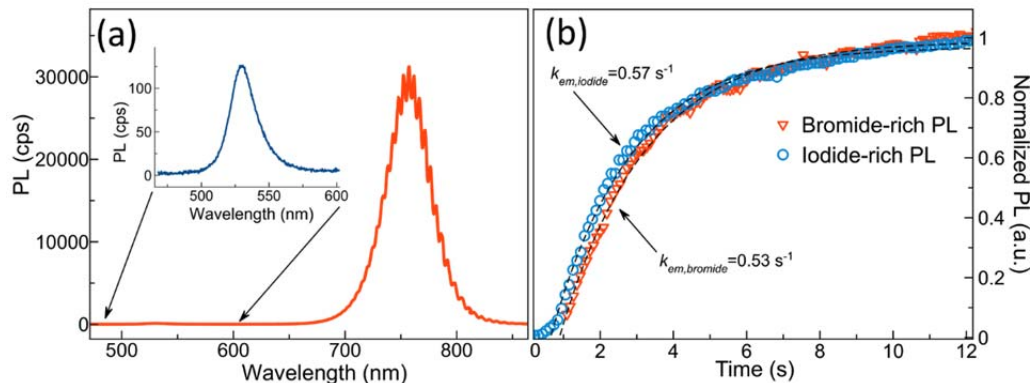 (a)
PL (cps)
30000
20000
10000
0
500
600
700
800
Wavelength (nm)
PL (cps)
100
50
0
500
550
600
Wavelength (nm)
(b)
k_em,iodide=0.57 s⁻¹
Bromide-rich PL
Iodide-rich PL
k_em,bromide=0.53 s⁻¹
1
0.8
0.6
0.4
0.2
0
Normalized PL (a.u.)
0
2
4
6
8
10
12
Time (s)